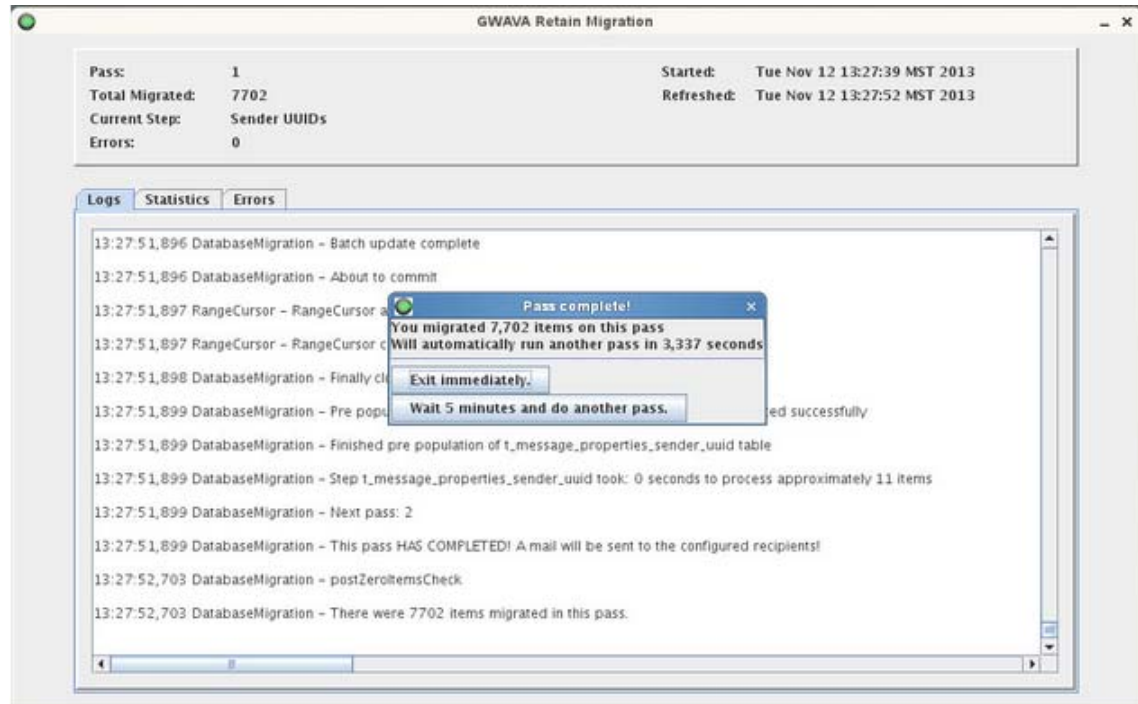 GWAVA Retain Migration
Pass: 1
Started: Tue Nov 12 13:27:39 MST 2013
Total Migrated: 7702
Refreshed: Tue Nov 12 13:27:52 MST 2013
Current Step: Sender UUIDs
Errors: 0
Logs Statistics Errors
13:27:51,896 DatabaseMigration – Batch update complete
13:27:51,896 DatabaseMigration – About to commit
13:27:51,897 RangeCursor – RangeCursor a
13:27:51,897 RangeCursor – RangeCursor c
13:27:51,898 DatabaseMigration – Finally cl
13:27:51,899 DatabaseMigration – Pre popu ed successfully
13:27:51,899 DatabaseMigration – Finished pre population of t_message_properties_sender_uuid table
13:27:51,899 DatabaseMigration – Step t_message_properties_sender_uuid took: 0 seconds to process approximately 11 items
13:27:51,899 DatabaseMigration – Next pass: 2
13:27:51,899 DatabaseMigration – This pass HAS COMPLETED! A mail will be sent to the configured recipients!
13:27:52,703 DatabaseMigration – postZeroItemsCheck
13:27:52,703 DatabaseMigration – There were 7702 items migrated in this pass.
Pass complete!
You migrated 7,702 items on this pass
Will automatically run another pass in 3,337 seconds
Exit immediately.
Wait 5 minutes and do another pass.